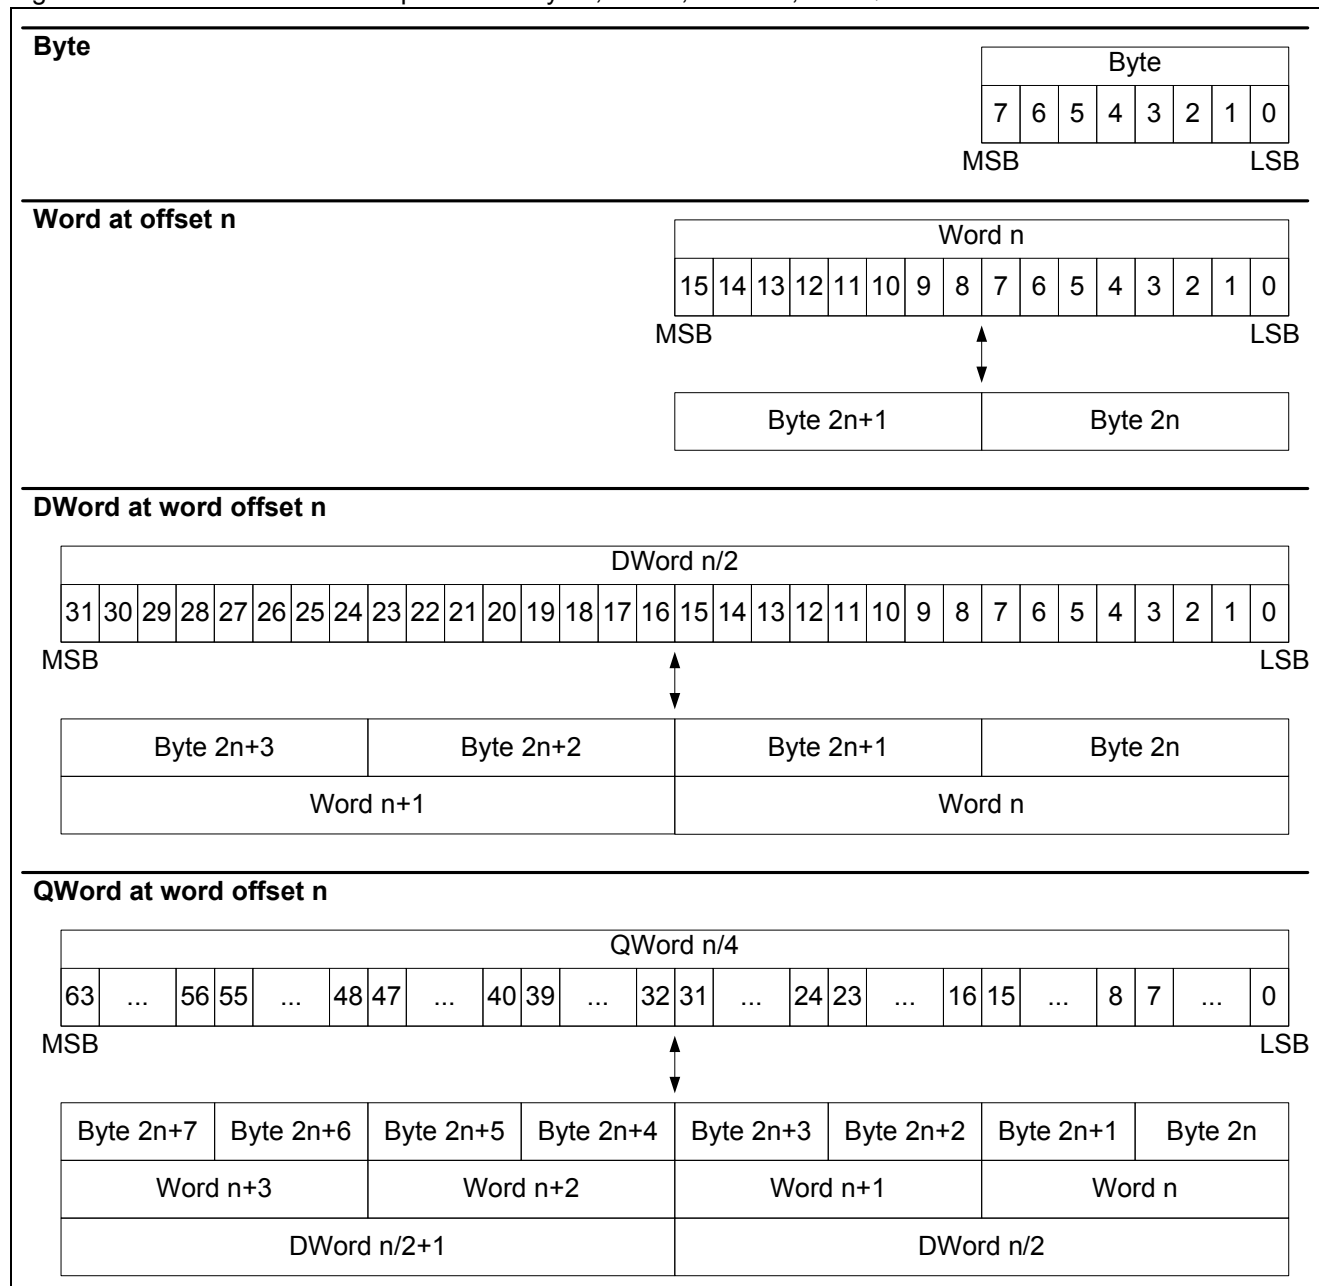 Byte
Byte
7 6 5 4 3 2 1 0
MSB LSB
Word at offset n
Word n
15 14 13 12 11 10 9 8 7 6 5 4 3 2 1 0
MSB LSB
Byte 2n+1 Byte 2n
DWord at word offset n
DWord n/2
31 30 29 28 27 26 25 24 23 22 21 20 19 18 17 16 15 14 13 12 11 10 9 8 7 6 5 4 3 2 1 0
MSB LSB
Byte 2n+3 Byte 2n+2 Byte 2n+1 Byte 2n
Word n+1 Word n
QWord at word offset n
QWord n/4
63 ... 56 55 ... 48 47 ... 40 39 ... 32 31 ... 24 23 ... 16 15 ... 8 7 ... 0
MSB LSB
Byte 2n+7 Byte 2n+6 Byte 2n+5 Byte 2n+4 Byte 2n+3 Byte 2n+2 Byte 2n+1 Byte 2n
Word n+3 Word n+2 Word n+1 Word n
DWord n/2+1 DWord n/2